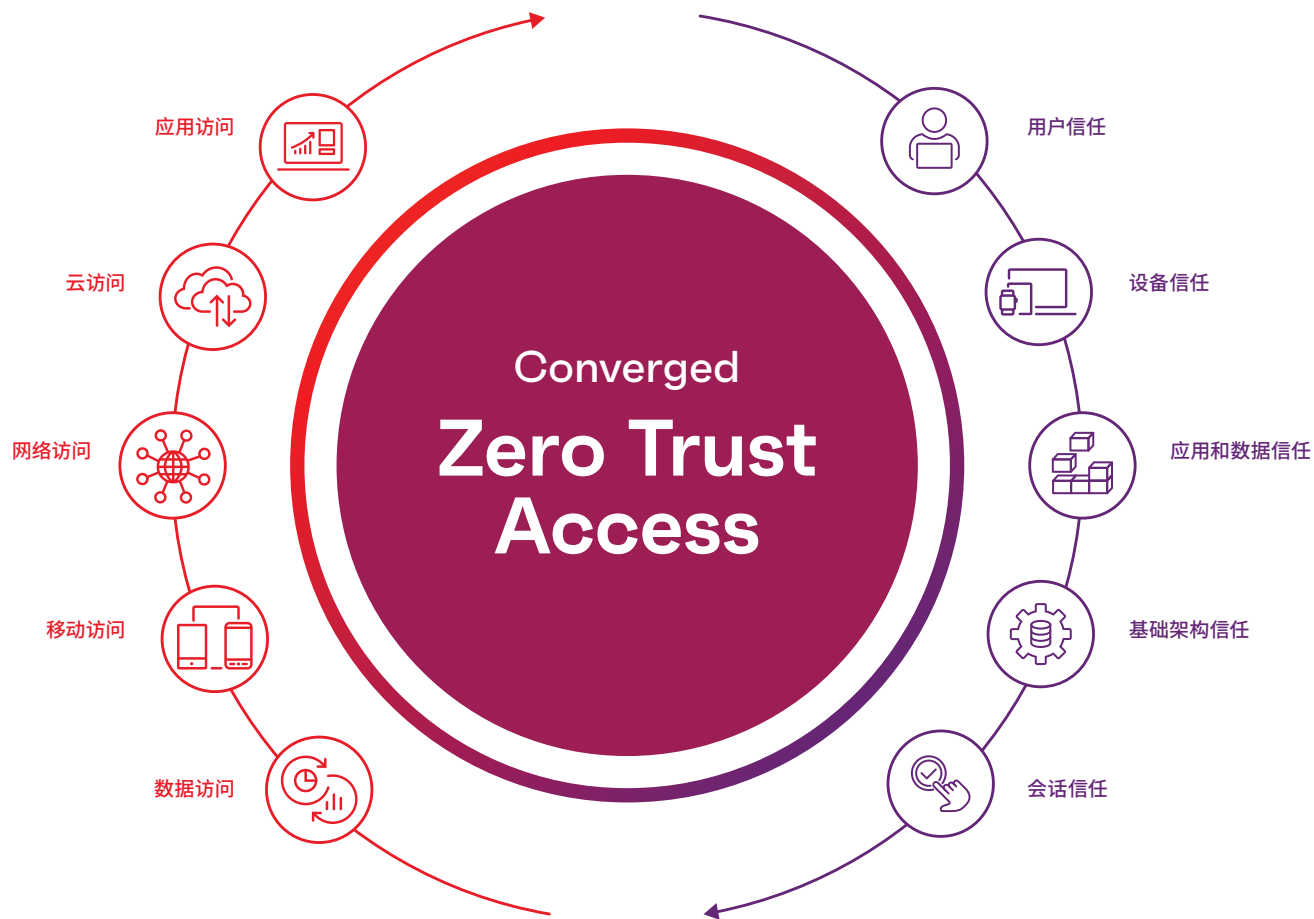 应用访问
用户信任
云访问
设备信任
Converged
Zero Trust
Access
网络访问
应用和数据信任
移动访问
基础架构信任
数据访问
会话信任